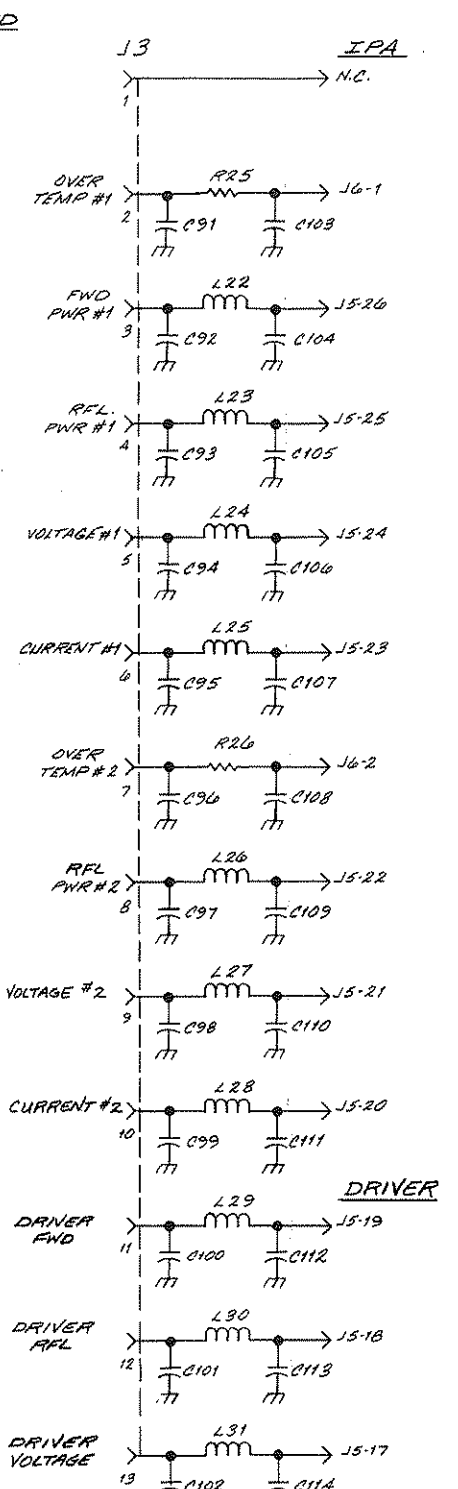 D
J3 IPA
1 N.C.
OVER
TEMP #1
2 R25 J6-1
C91 C103
FWD
PWR #1
3 L22 J5-26
C92 C104
RFL.
PWR #1
4 L23 J5-25
C93 C105
VOLTAGE #1
5 L24 J5-24
C94 C106
CURRENT #1
6 L25 J5-23
C95 C107
OVER
TEMP #2
7 R26 J6-2
C96 C108
RFL
PWR #2
8 L26 J5-22
C97 C109
VOLTAGE #2
9 L27 J5-21
C98 C110
CURRENT #2
10 L28 J5-20
C99 C111
DRIVER
DRIVER
FWD
11 L29 J5-19
C100 C112
DRIVER
RFL
12 L30 J5-18
C101 C113
DRIVER
VOLTAGE
13 L31 J5-17
C102 C114